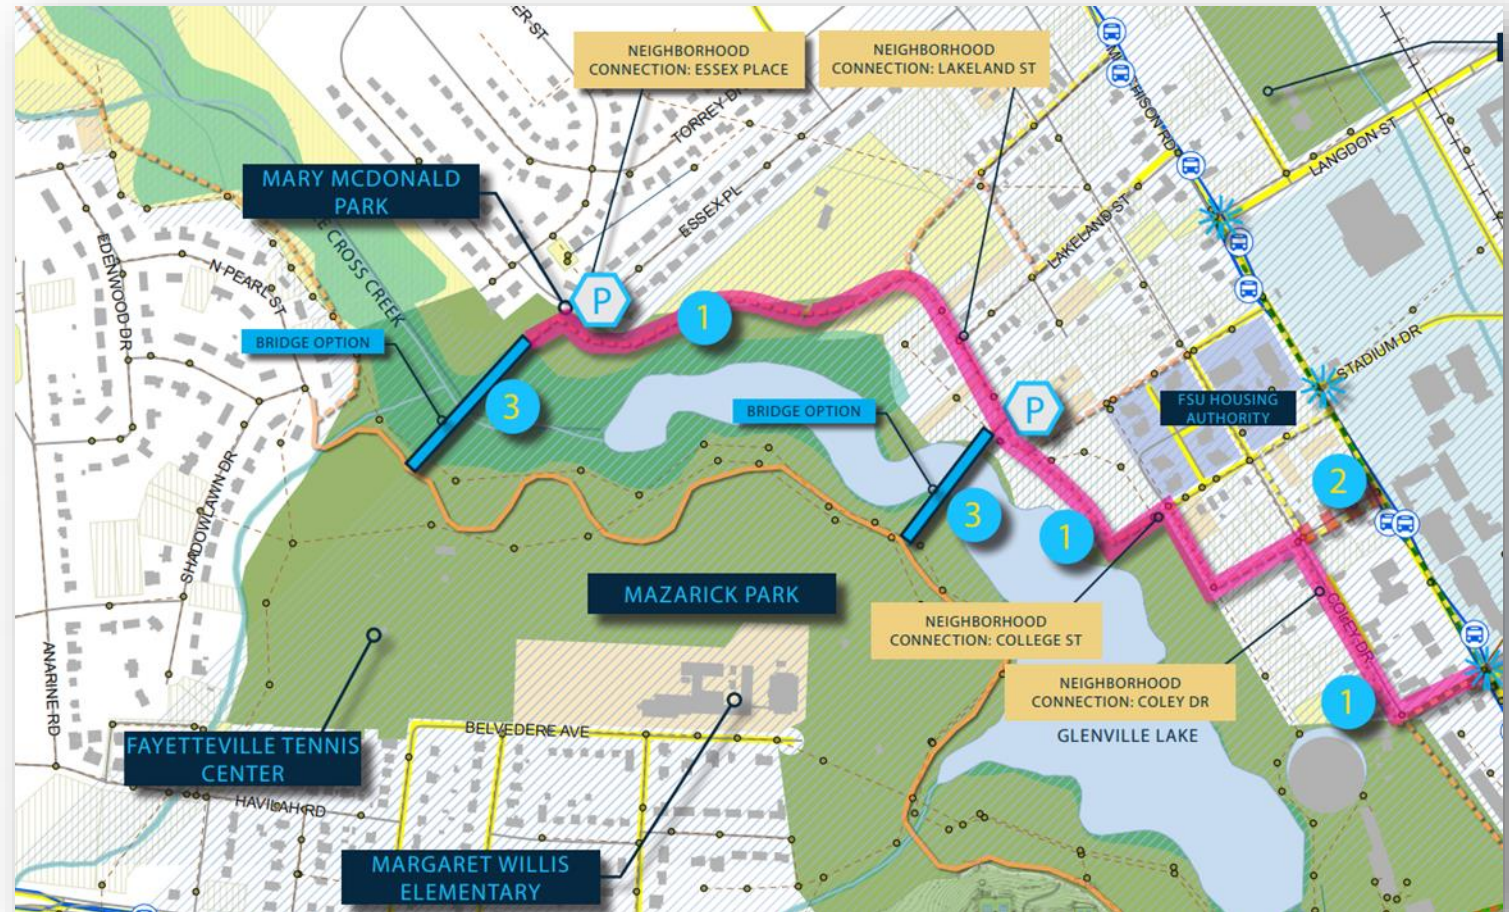 NEIGHBORHOOD
CONNECTION: ESSEX PLACE
NEIGHBORHOOD
CONNECTION: LAKELAND ST
TORREY DR
LANGDON ST
MARY MCDONALD
PARK
ESSEX PL
LAKELAND ST
EDENWOOD DR
N PEARL ST
CROSS CREEK
P
1
BRIDGE OPTION
STADIUM DR
3
P
FSU HOUSING
AUTHORITY
BRIDGE OPTION
2
3
1
SHADOWLAWN DR
MAZARICK PARK
NEIGHBORHOOD
CONNECTION: COLLEGE ST
COLEY DR
NEIGHBORHOOD
CONNECTION: COLEY DR
1
ANARINE RD
BELVEDERE AVE
GLENVILLE LAKE
FAYETTEVILLE TENNIS
CENTER
HAVILAH RD
MARGARET WILLIS
ELEMENTARY